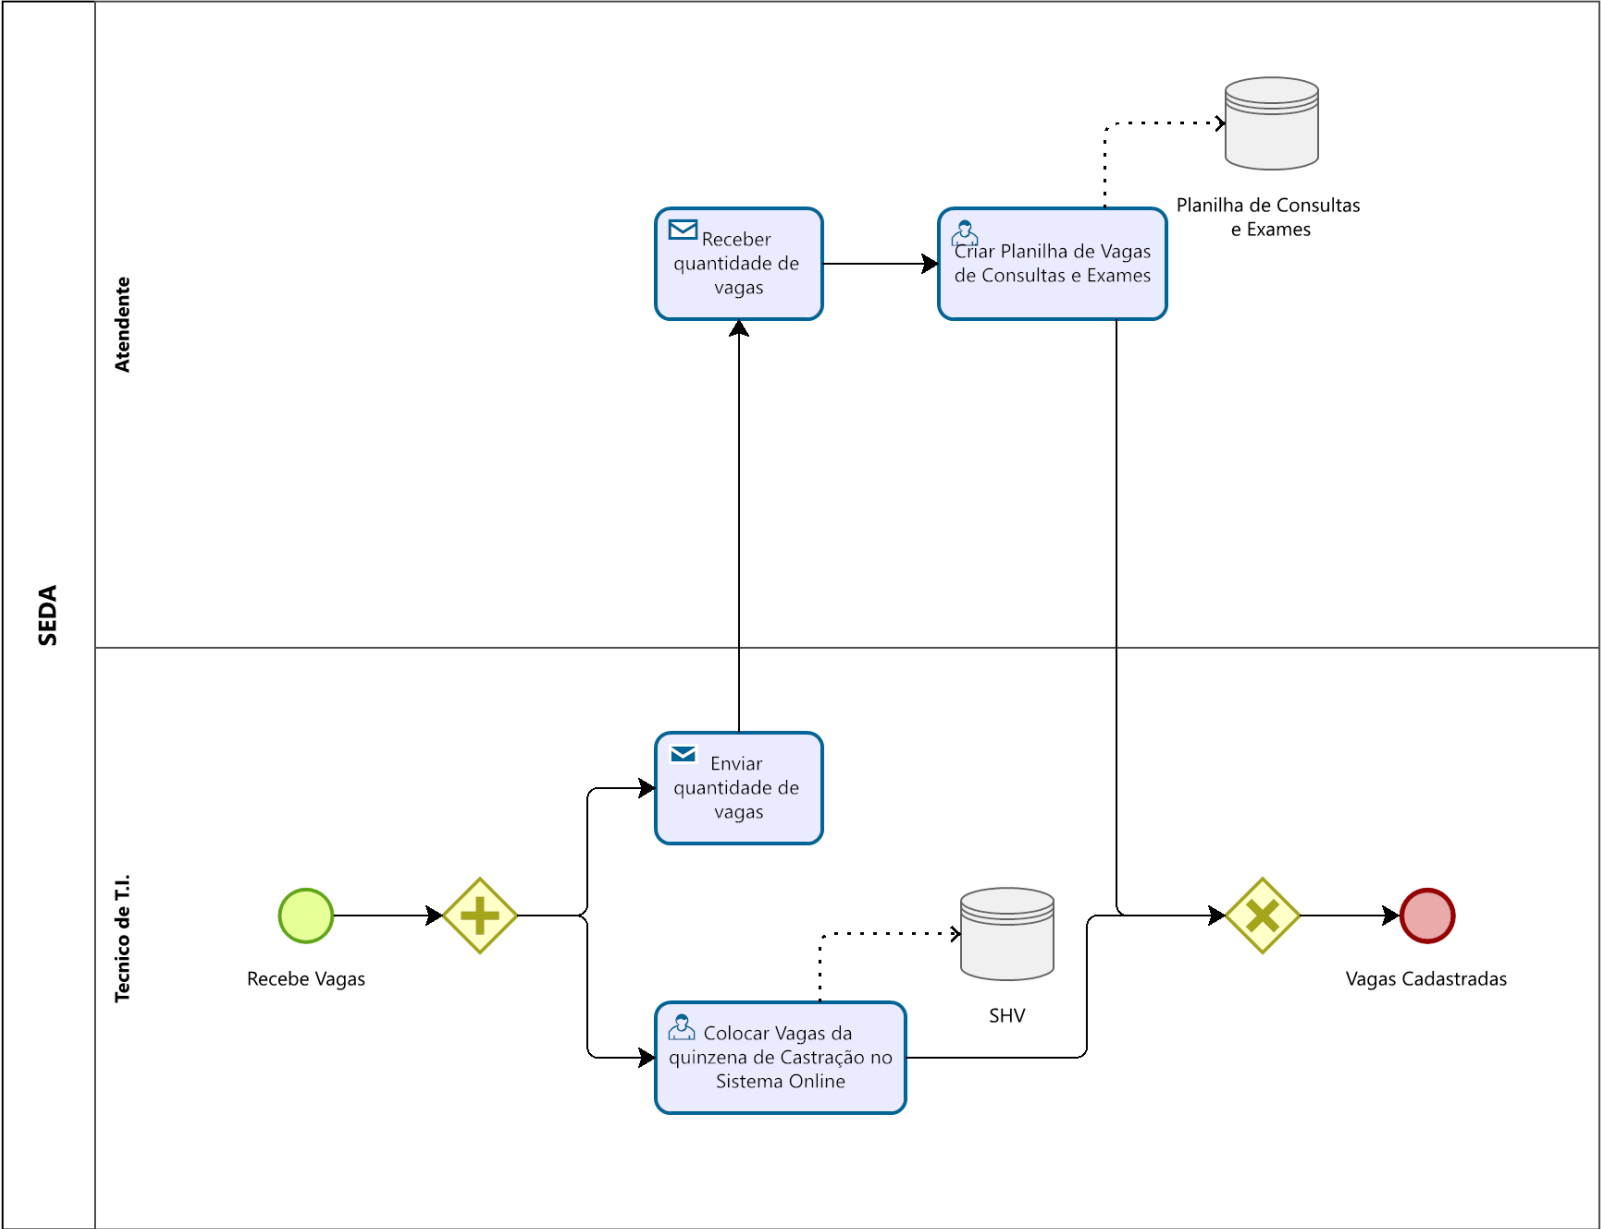 SEDA
Atendente
Receber
quantidade de
vagas
Criar Planilha de Vagas
de Consultas e Exames
Planilha de Consultas
e Exames
Tecnico de T.I.
Recebe Vagas
Enviar
quantidade de
vagas
Colocar Vagas da
quinzena de Castração no
Sistema Online
SHV
Vagas Cadastradas